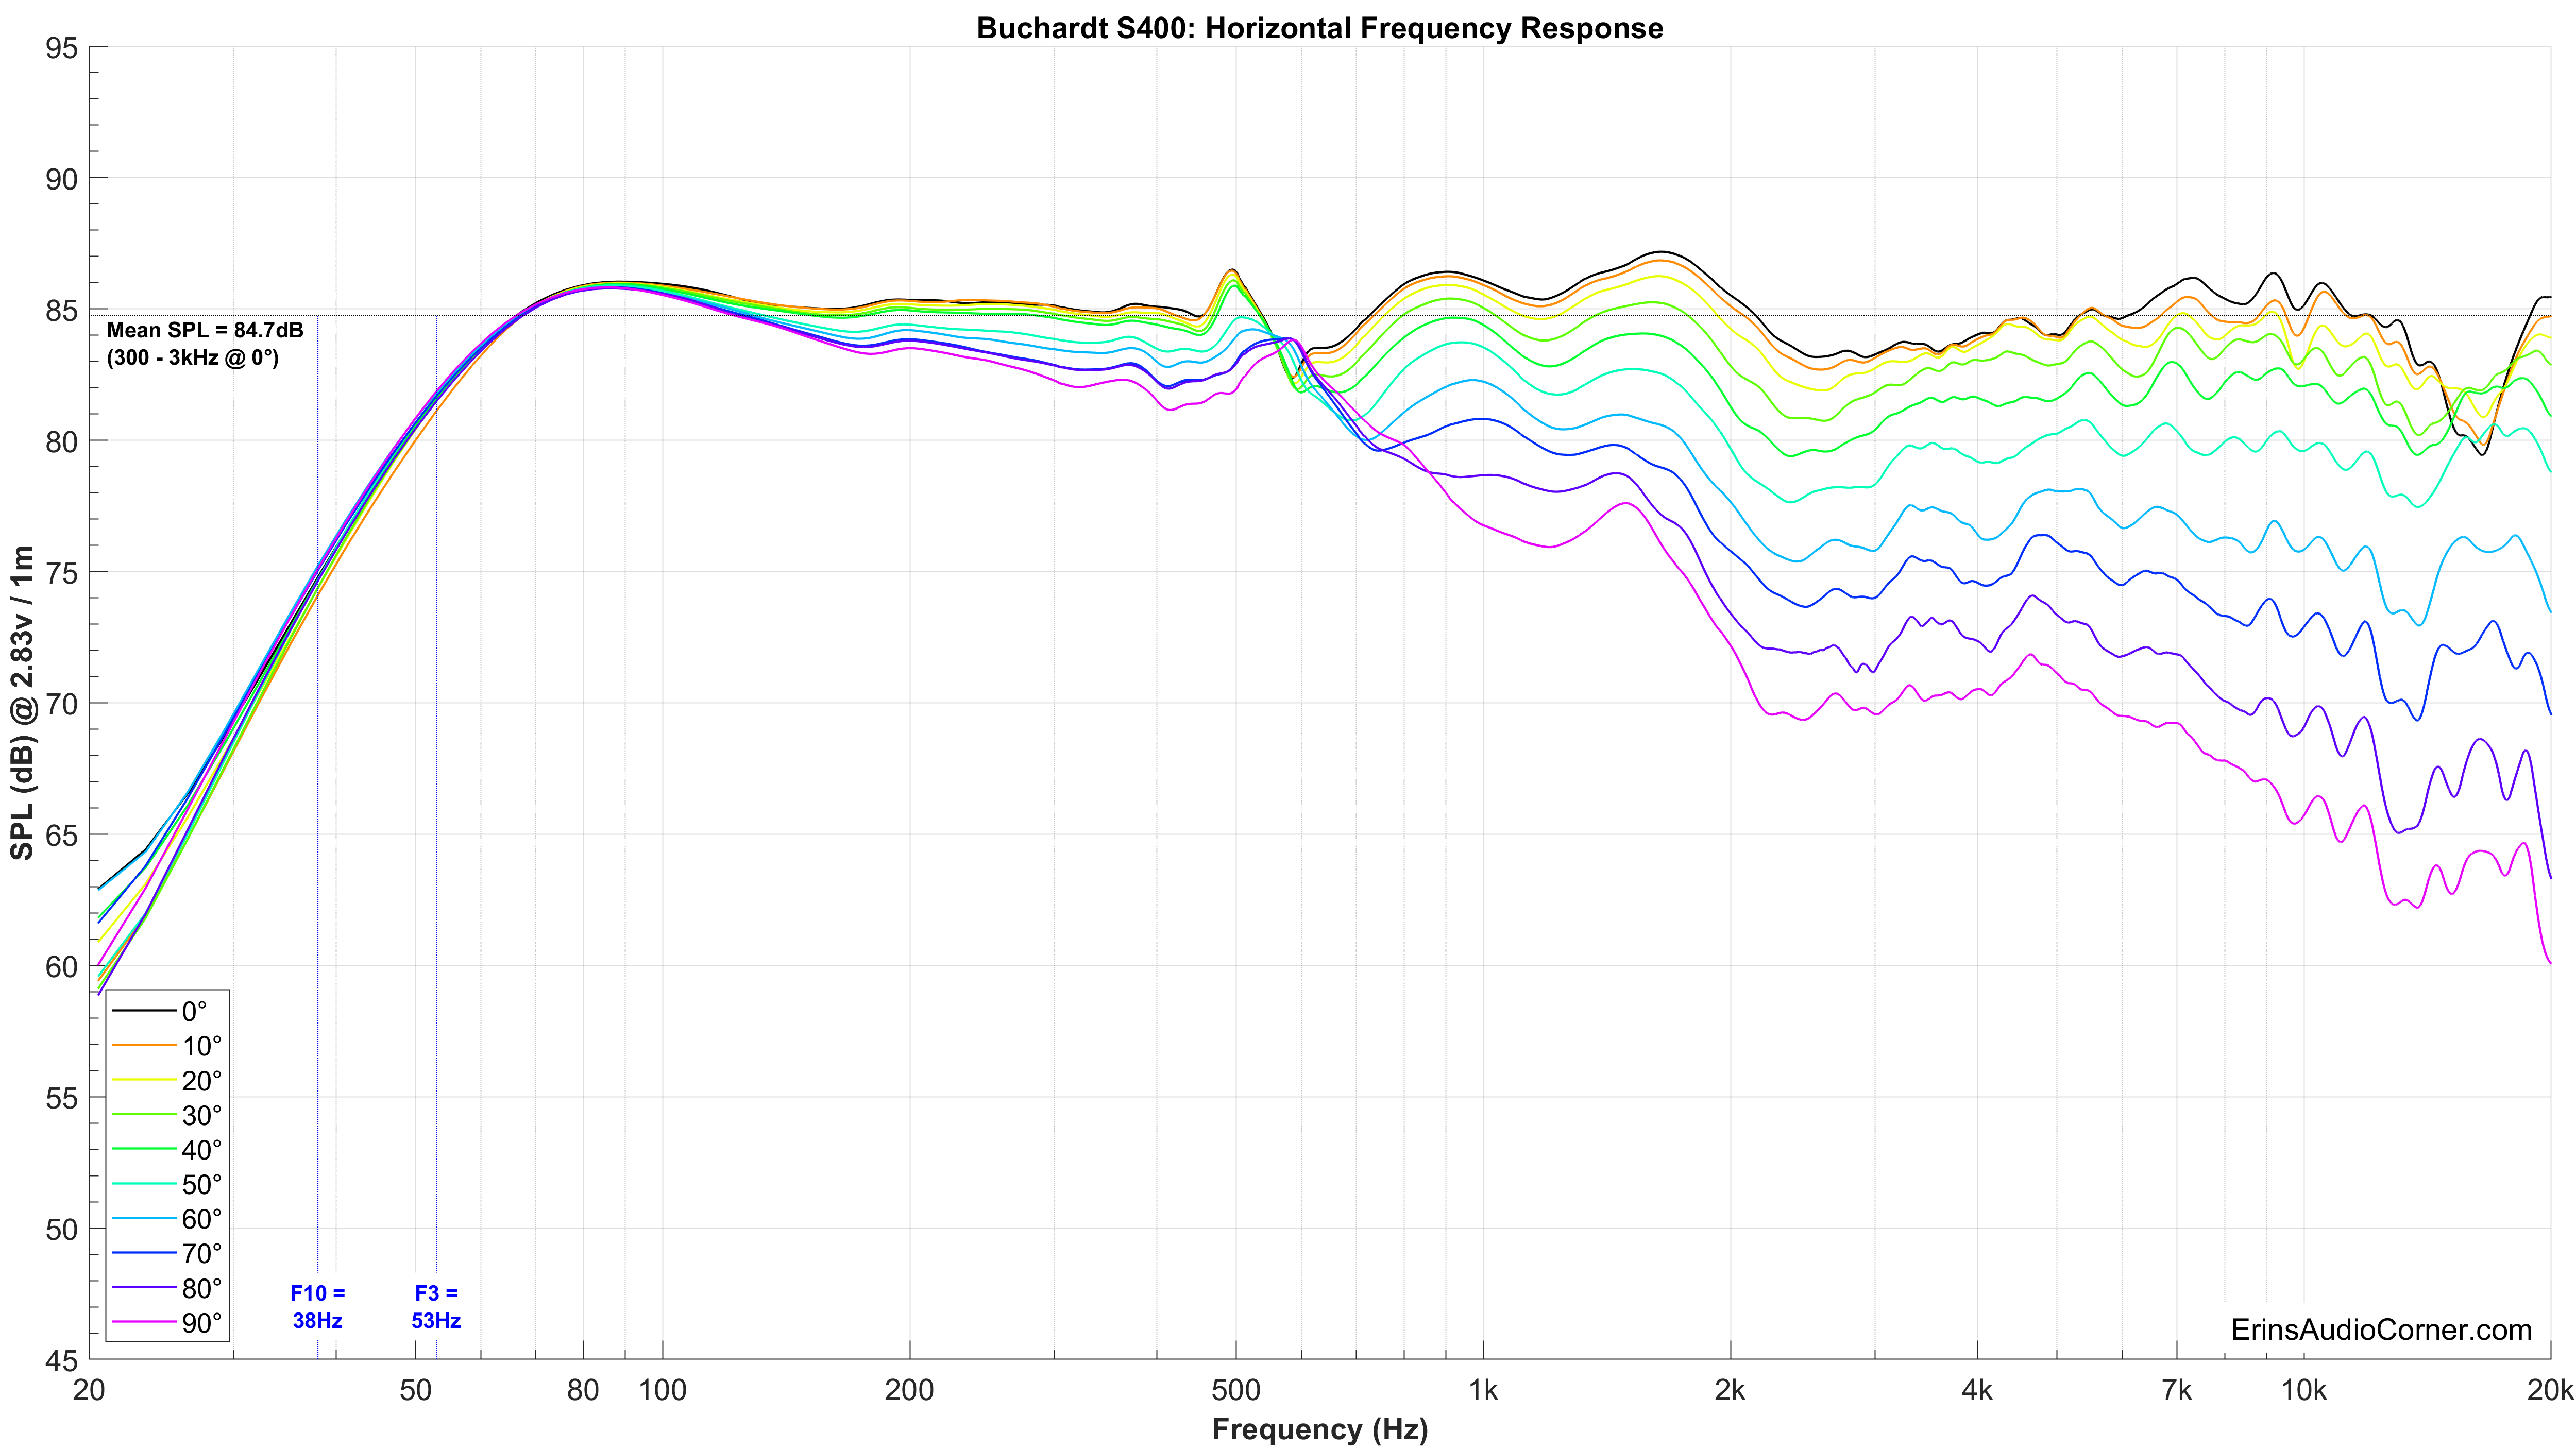 Buchardt S400: Horizontal Frequency Response
95
90
85
80
75
70
65
60
55
50
45
SPL (dB) @ 2.83v / 1m
Mean SPL = 84.7dB
(300 - 3kHz @ 0°)
0°
10°
20°
30°
40°
50°
60°
70°
80°
90°
F10 =
38Hz
F3 =
53Hz
ErinsAudioCorner.com
20 50 80 100 200 500 1k 2k 4k 7k 10k 20k
Frequency (Hz)